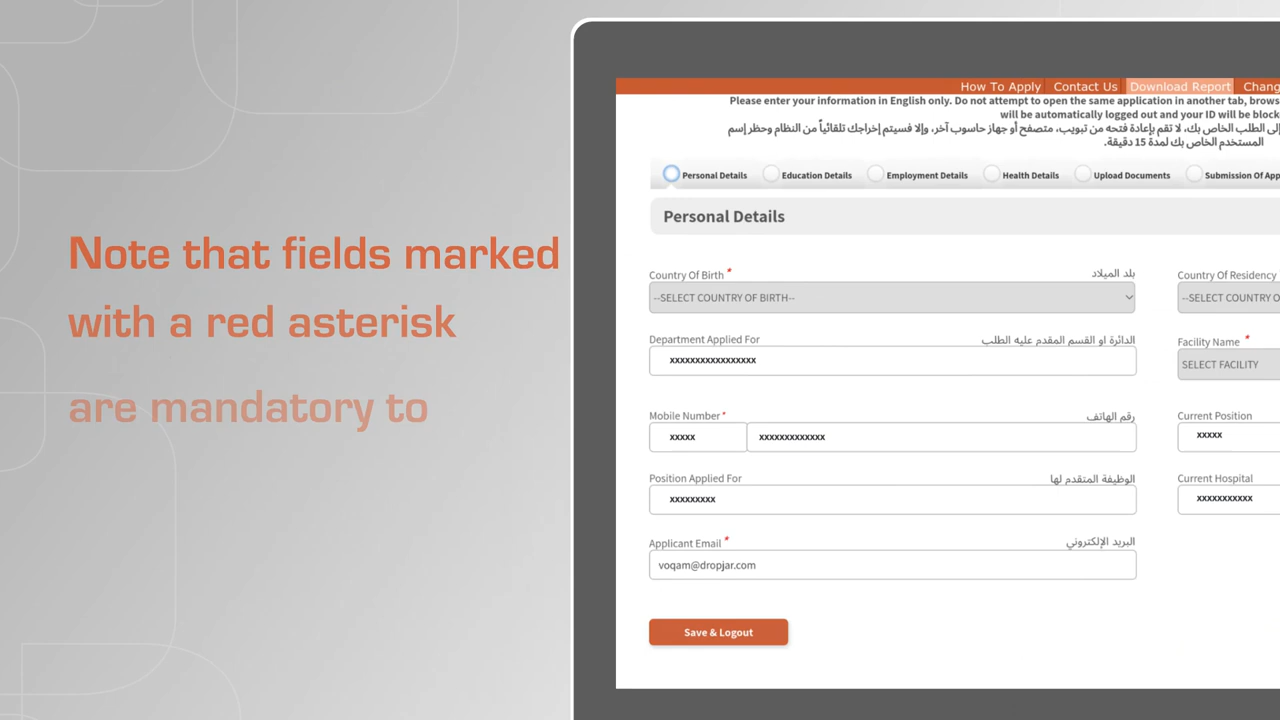 Note that fields marked
with a red asterisk
are mandatory to
How To Apply Contact Us Download Report Chang
Please enter your information in English only. Do not attempt to open the same application in another tab, brows
will be automatically logged out and your ID will be block
إلى الطلب الخاص بك، لا تقم بإعادة فتحه من تبويب، متصفح أو جهاز حاسوب آخر، وإلا فسيتم إخراجك تلقائياً من النظام وحظر إسم
المستخدم الخاص بك لمدة 15 دقيقة.
Personal Details Education Details Employment Details Health Details Upload Documents Submission Of App
Personal Details
Country Of Birth * بلد الميلاد Country Of Residency
--SELECT COUNTRY OF BIRTH-- --SELECT COUNTRY O
Department Applied For الدائرة او القسم المقدم عليه الطلب Facility Name *
xxxxxxxxxxxxxxxxx SELECT FACILITY
Mobile Number * رقم الهاتف Current Position
xxxxx xxxxxxxxxxxxx xxxxx
Position Applied For الوظيفة المتقدم لها Current Hospital
xxxxxxxxx xxxxxxxxxxx
Applicant Email * البريد الإلكتروني
voqam@dropjar.com
Save & Logout